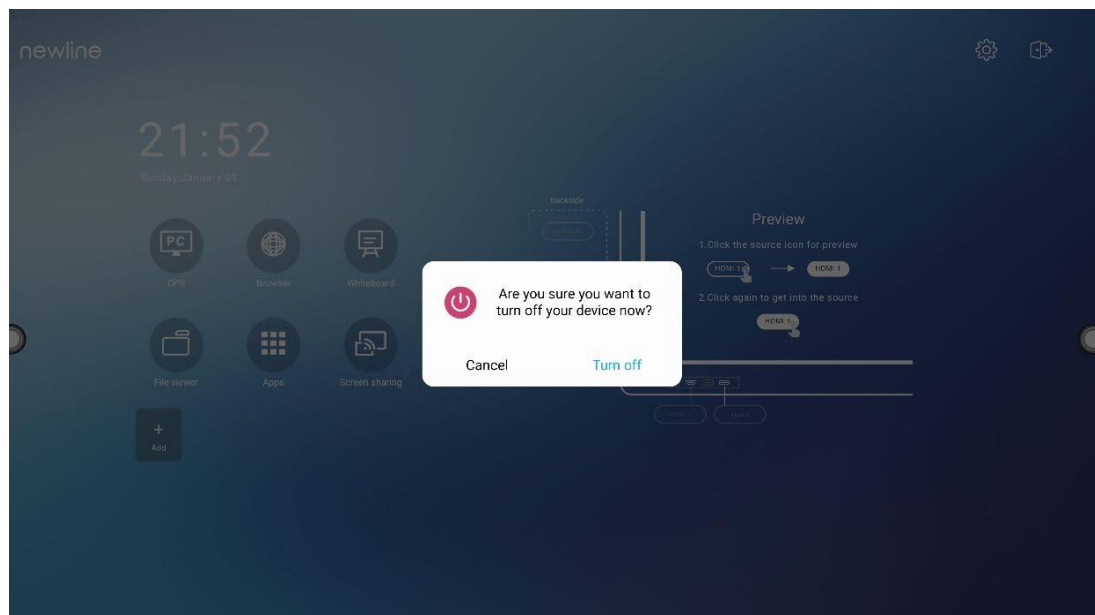 newline
21:52
Sunday,January 03
Backside
Preview
1.Click the source icon for preview
HDMI 1
HDMI 1
2.Click again to get into the source
HDMI 1
PC
OPS
Browser
Whiteboard
Are you sure you want to
turn off your device now?
Cancel
Turn off
File viewer
Apps
Screen sharing
+
Add